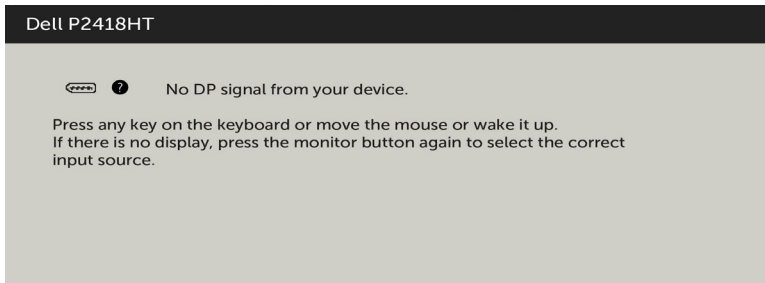 Dell P2418HT
? No DP signal from your device.
Press any key on the keyboard or move the mouse or wake it up.
If there is no display, press the monitor button again to select the correct
input source.